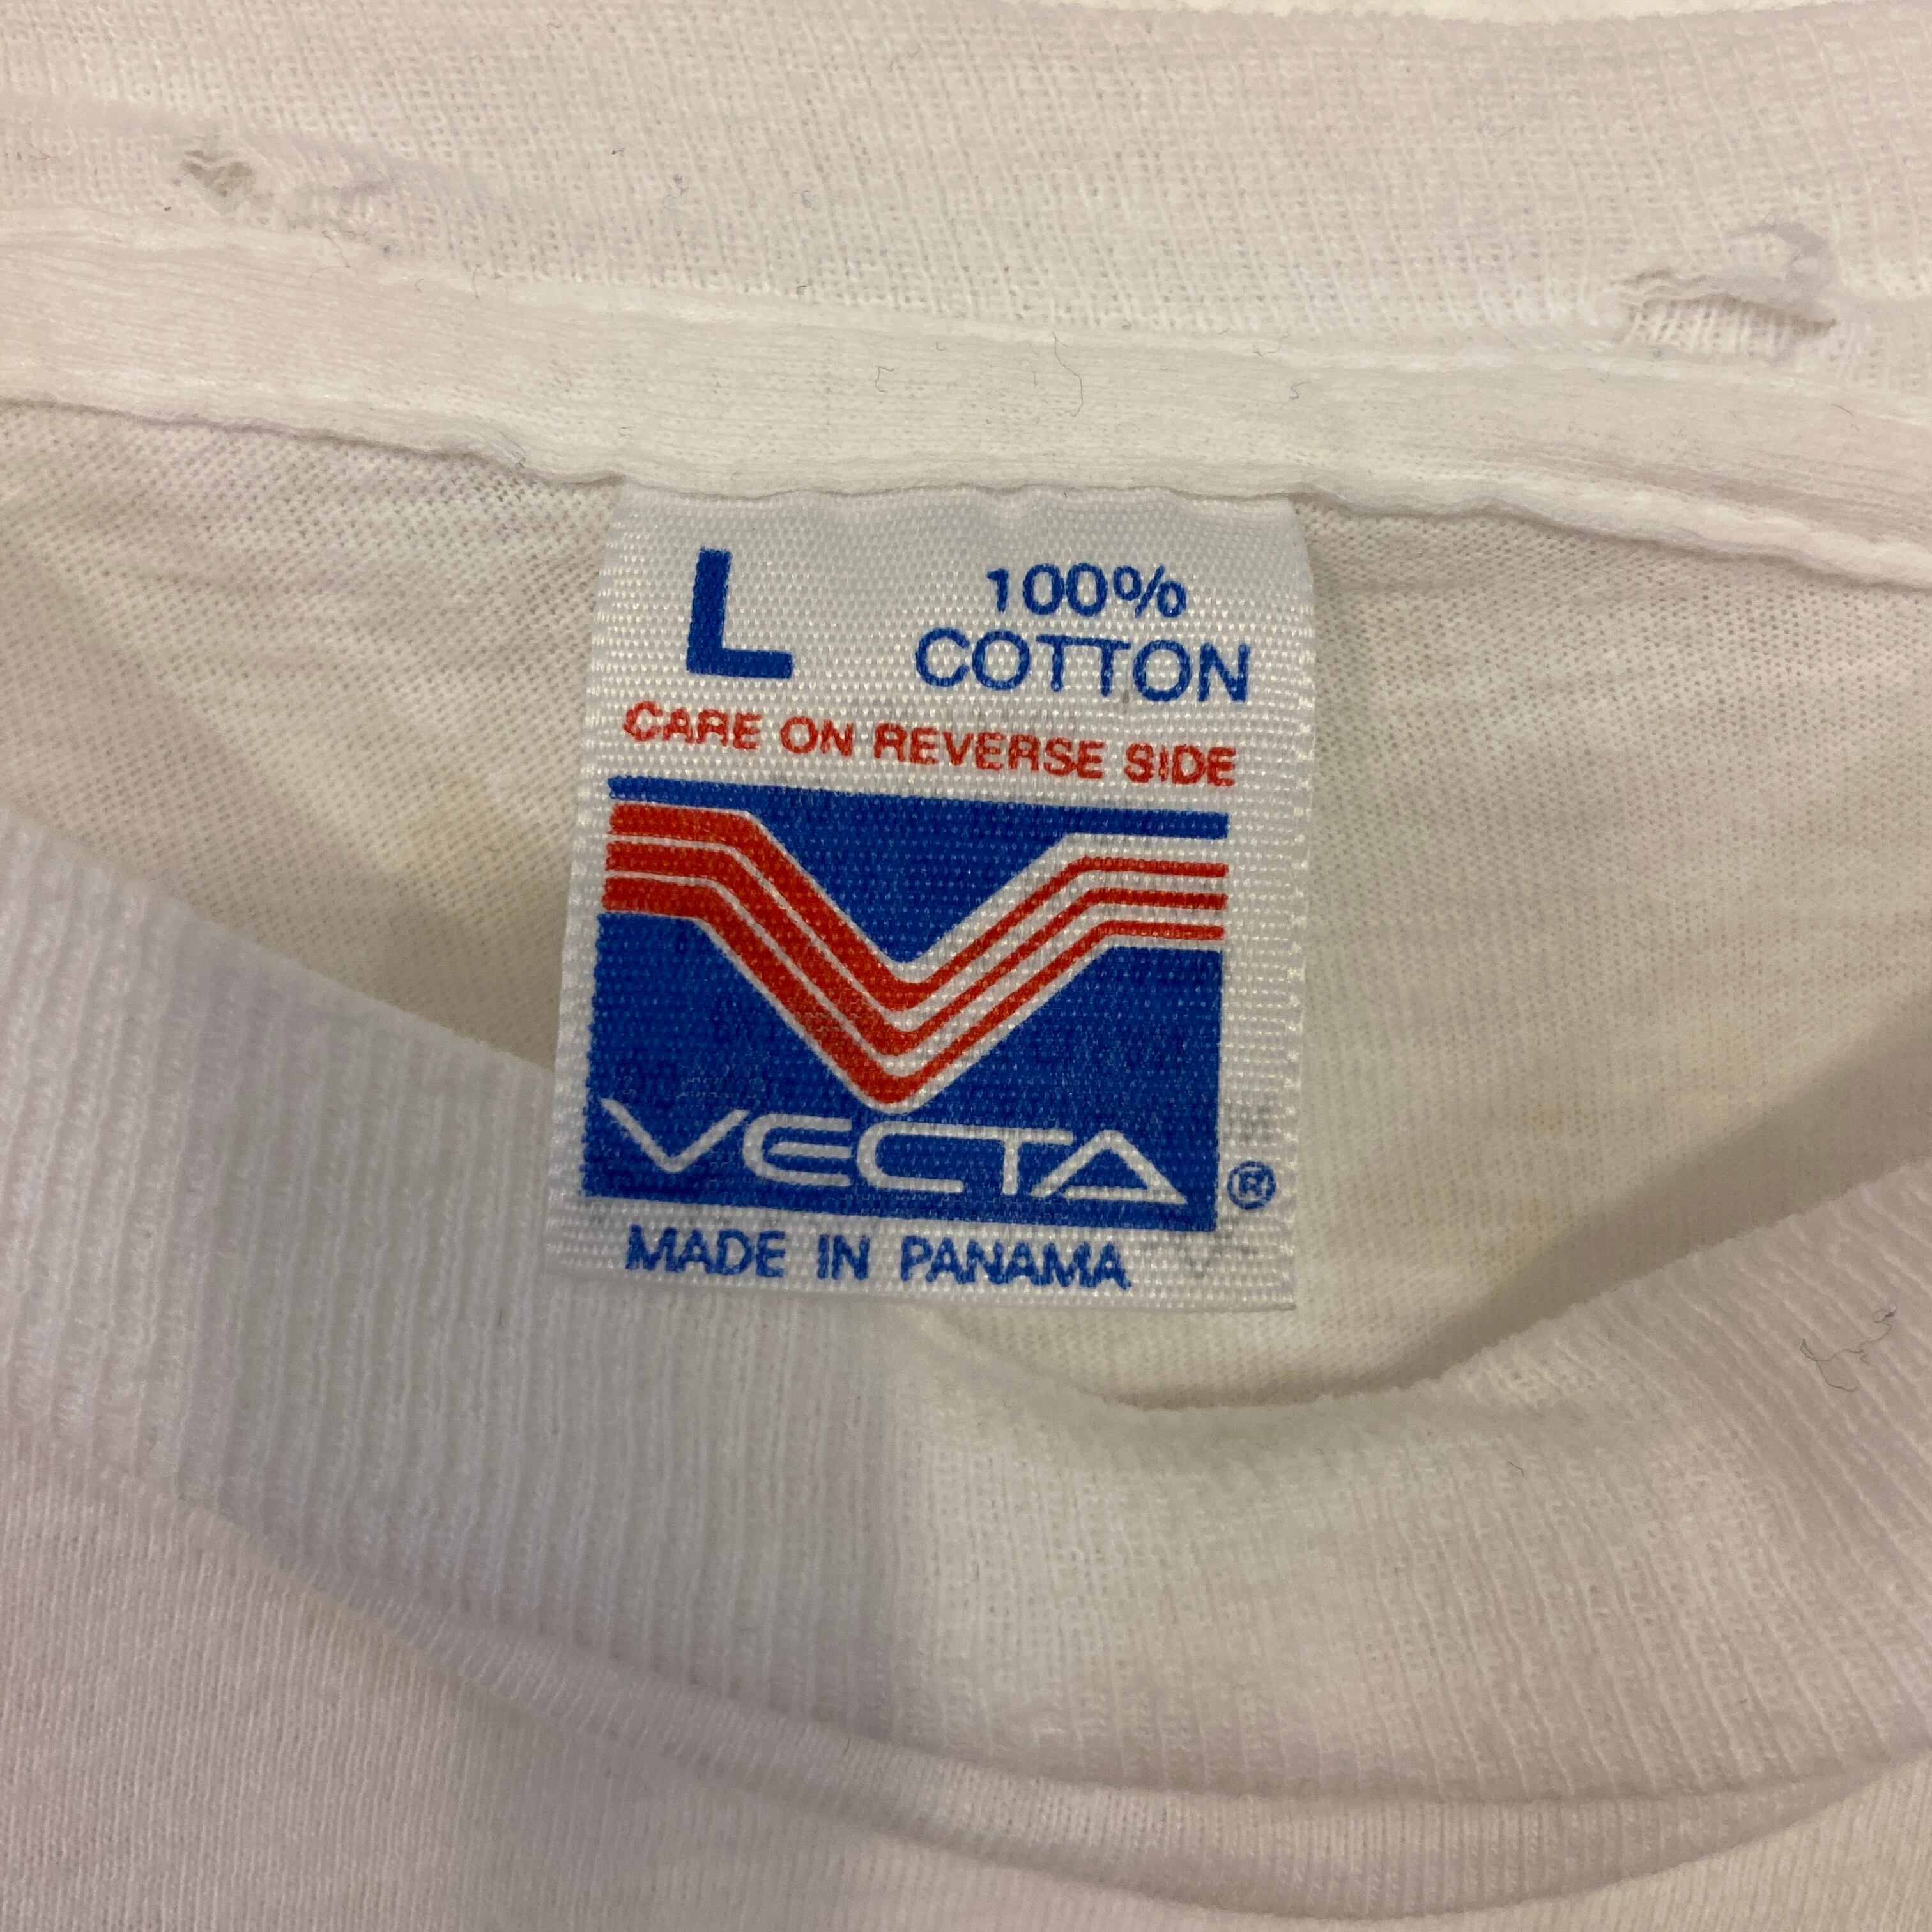 L
100%
COTTON
CARE ON REVERSE SIDE
VECTA ®
MADE IN PANAMA